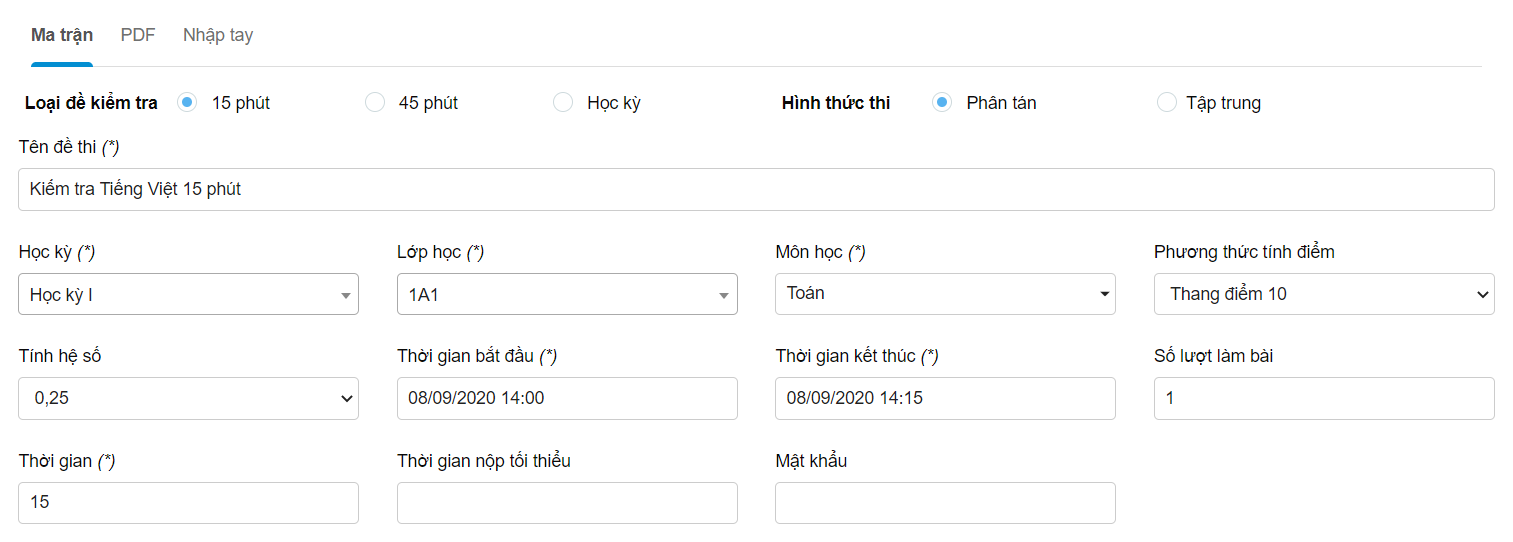 Ma trận PDF Nhập tay
Loại đề kiểm tra 15 phút 45 phút Học kỳ Hình thức thi Phân tán Tập trung
Tên đề thi (*)
Kiếm tra Tiếng Việt 15 phút
Học kỳ (*) Lớp học (*) Môn học (*) Phương thức tính điểm
Học kỳ I 1A1 Toán Thang điểm 10
Tính hệ số Thời gian bắt đầu (*) Thời gian kết thúc (*) Số lượt làm bài
0,25 08/09/2020 14:00 08/09/2020 14:15 1
Thời gian (*) Thời gian nộp tối thiểu Mật khẩu
15